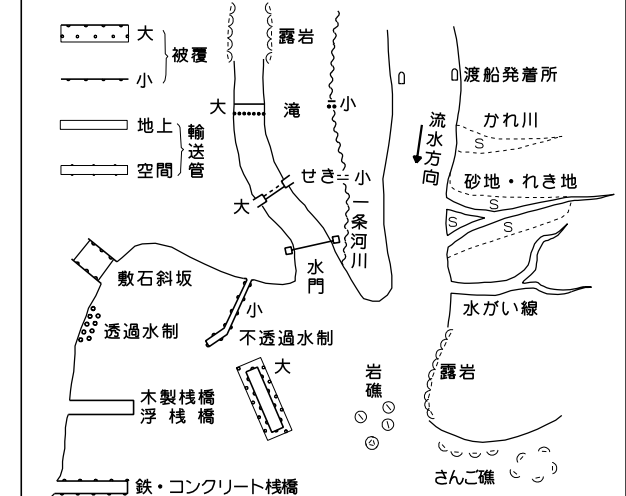 大
小
被覆
地上
空間
輸送管
露岩
大
滝
小
せき
小
大
一条河川
水門
渡船発着所
流水方向
かれ川
S
砂地・れき地
S
S
S
水がい線
敷石斜坂
透過水制
小
不透過水制
大
木製桟橋
浮桟橋
岩礁
露岩
さんご礁
鉄・コンクリート桟橋